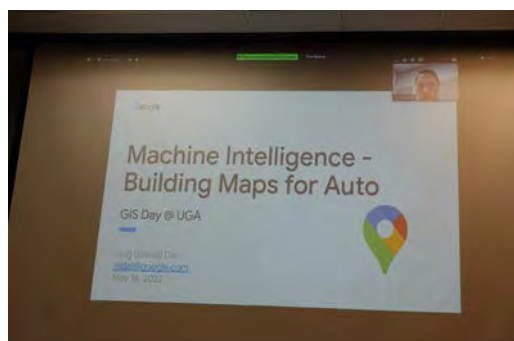 Google
Machine Intelligence -
Building Maps for Auto
GIS Day @ UGA
Nov 16, 2022